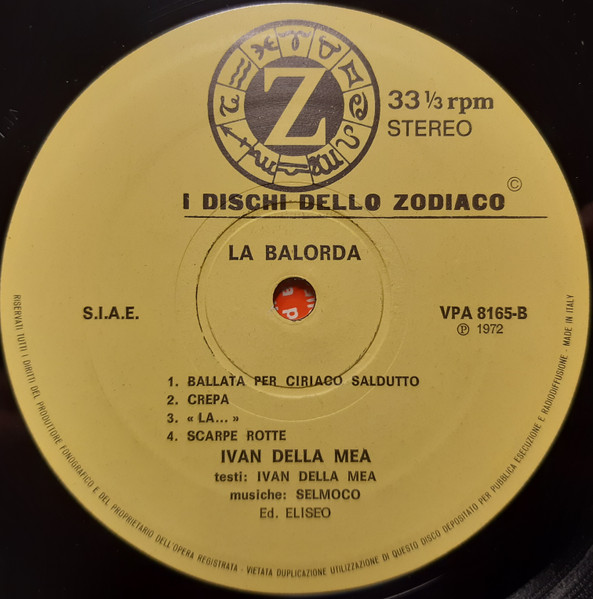 Z
33 ⅓ rpm
STEREO
I DISCHI DELLO ZODIACO ©
LA BALORDA
S.I.A.E.
VPA 8165-B
℗ 1972
1. BALLATA PER CIRIACO SALDUTTO
2. CREPA
3. « LA... »
4. SCARPE ROTTE
IVAN DELLA MEA
testi: IVAN DELLA MEA
musiche: SELMOCO
Ed. ELISEO
RISERVATI TUTTI I DIRITTI DEL PRODUTTORE FONOGRAFICO E DEL PROPRIETARIO DELL'OPERA REGISTRATA - VIETATA DUPLICAZIONE UTILIZZAZIONE DI QUESTO DISCO DEPOSITATO PER PUBBLICA ESECUZIONE E RADIODIFFUSIONE - MADE IN ITALY